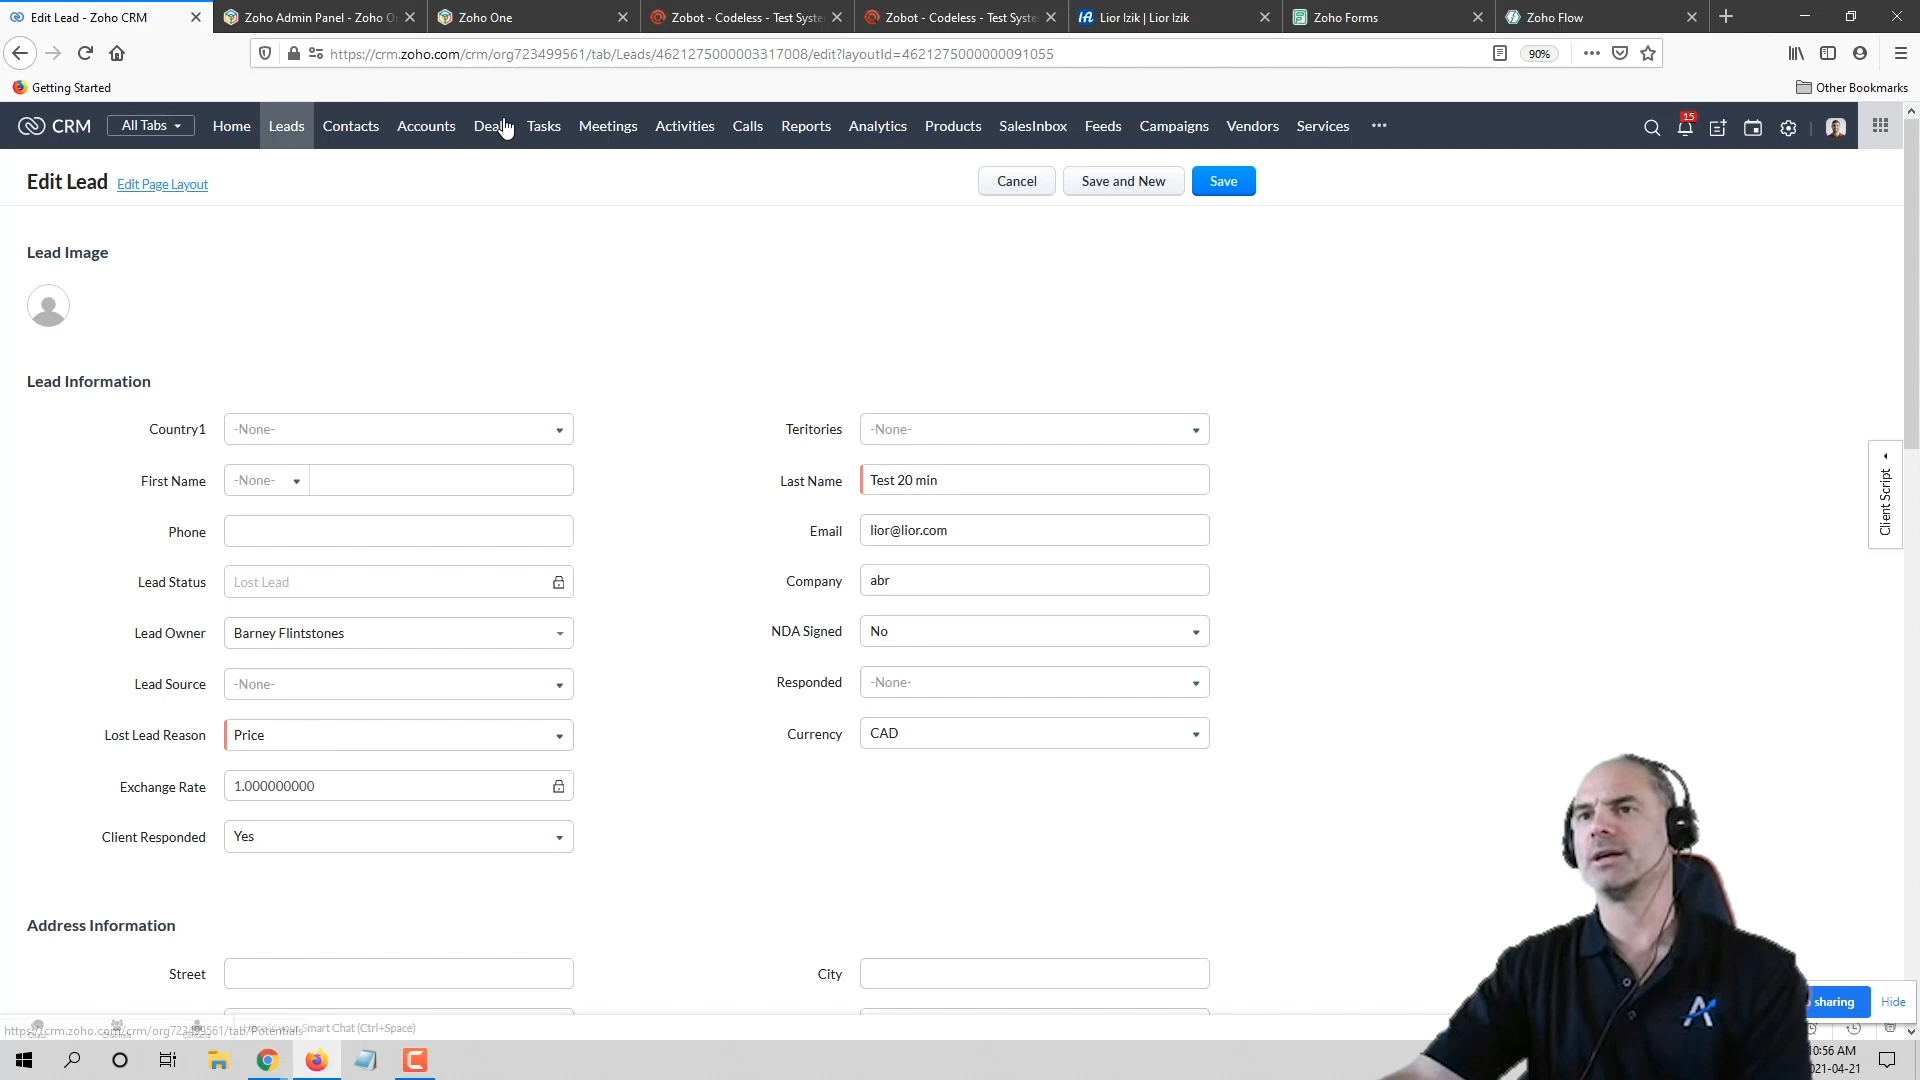 Edit Lead - Zoho CRM
Zoho Admin Panel - Zoho O
Zoho One
Zobot - Codeless - Test Syste
Zobot - Codeless - Test Syste
Lior Izik | Lior Izik
Zoho Forms
Zoho Flow
https://crm.zoho.com/crm/org723499561/tab/Leads/4621275000003317008/edit?layoutId=4621275000000091055
90%
Getting Started
Other Bookmarks
CRM
All Tabs
Home
Leads
Contacts
Accounts
Deals
Tasks
Meetings
Activities
Calls
Reports
Analytics
Products
SalesInbox
Feeds
Campaigns
Vendors
Services
15
Edit Lead
Edit Page Layout
Cancel
Save and New
Save
Lead Image
Lead Information
Country1
-None-
Teritories
-None-
First Name
-None-
Last Name
Test 20 min
Phone
Email
lior@lior.com
Lead Status
Lost Lead
Company
abr
Lead Owner
Barney Flintstones
NDA Signed
No
Lead Source
-None-
Responded
-None-
Lost Lead Reason
Price
Currency
CAD
Exchange Rate
1.000000000
Client Responded
Yes
Client Script
Address Information
Street
City
sharing
Hide
https://crm.zoho.com/crm/org723499561/tab/Potentials
Smart Chat (Ctrl+Space)
10:56 AM
2021-04-21